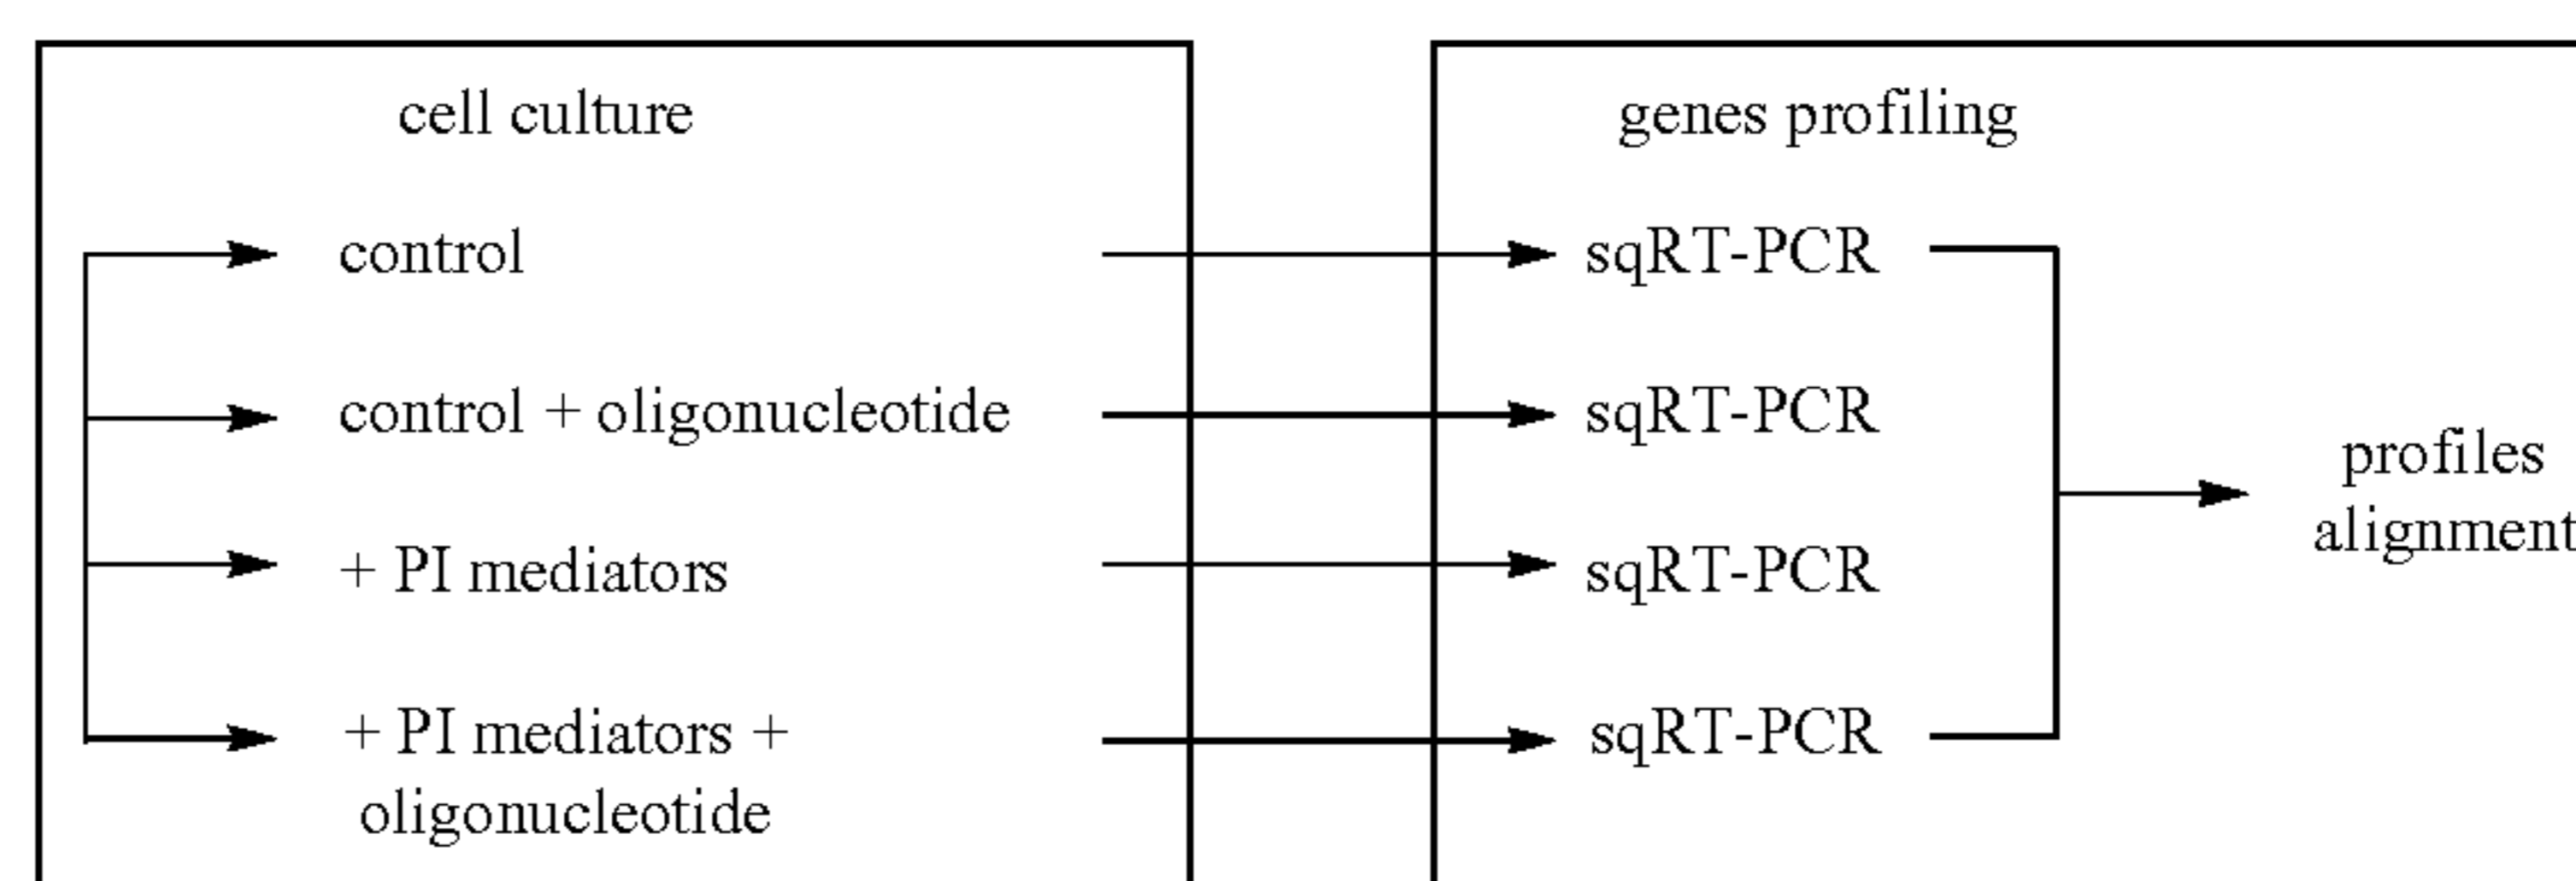 cell culture
control
control + oligonucleotide
+ PI mediators
+ PI mediators +
oligonucleotide
genes profiling
sqRT-PCR
sqRT-PCR
sqRT-PCR
sqRT-PCR
profiles
alignment